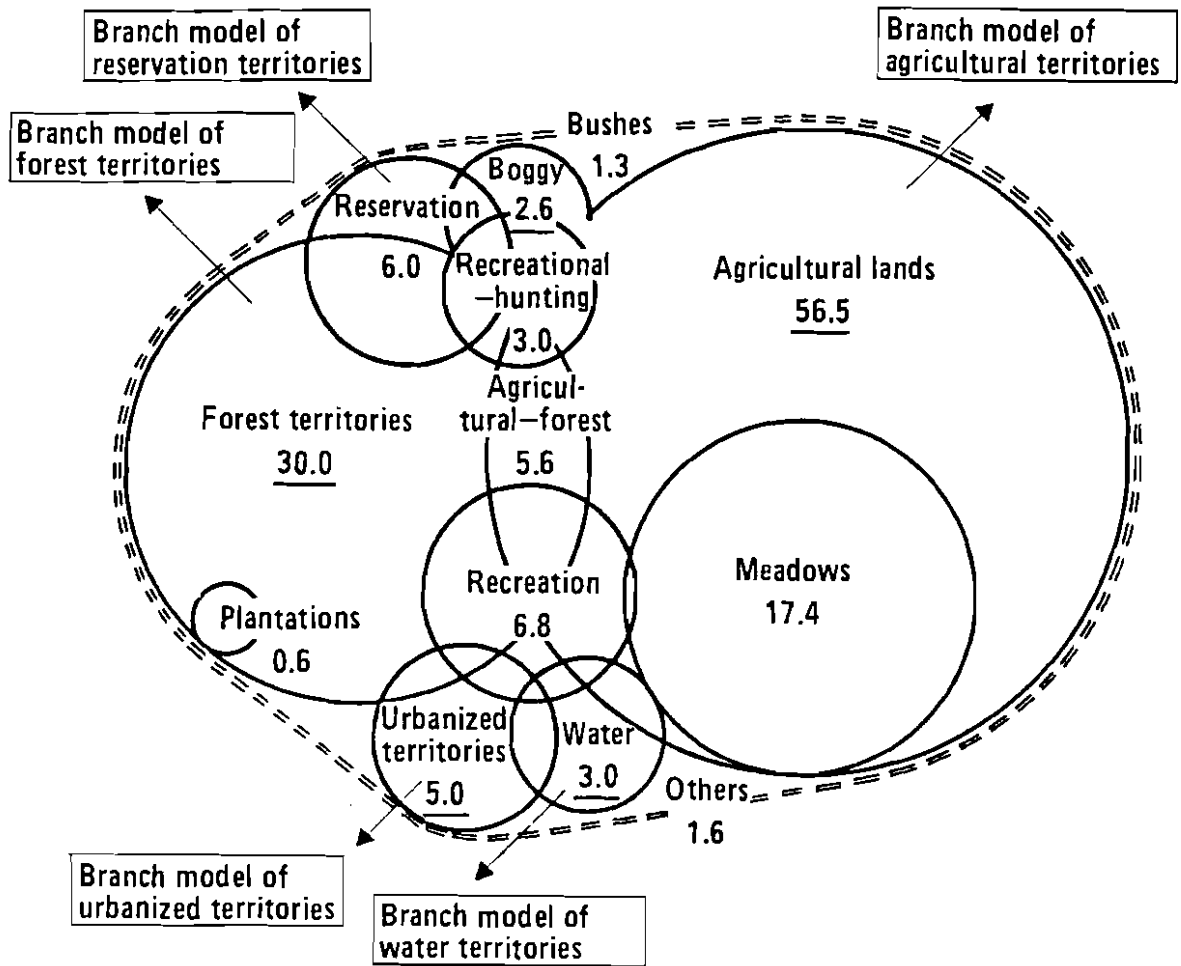 Branch model of
reservation territories
Branch model of
agricultural territories
Branch model of
forest territories
Bushes
1.3
Boggy
2.6
Reservation
6.0
Recreational
–hunting
3.0
Agricultural lands
56.5
Agricul-
tural–forest
5.6
Forest territories
30.0
Recreation
6.8
Meadows
17.4
Plantations
0.6
Urbanized
territories
5.0
Water
3.0
Others
1.6
Branch model of
urbanized territories
Branch model of
water territories